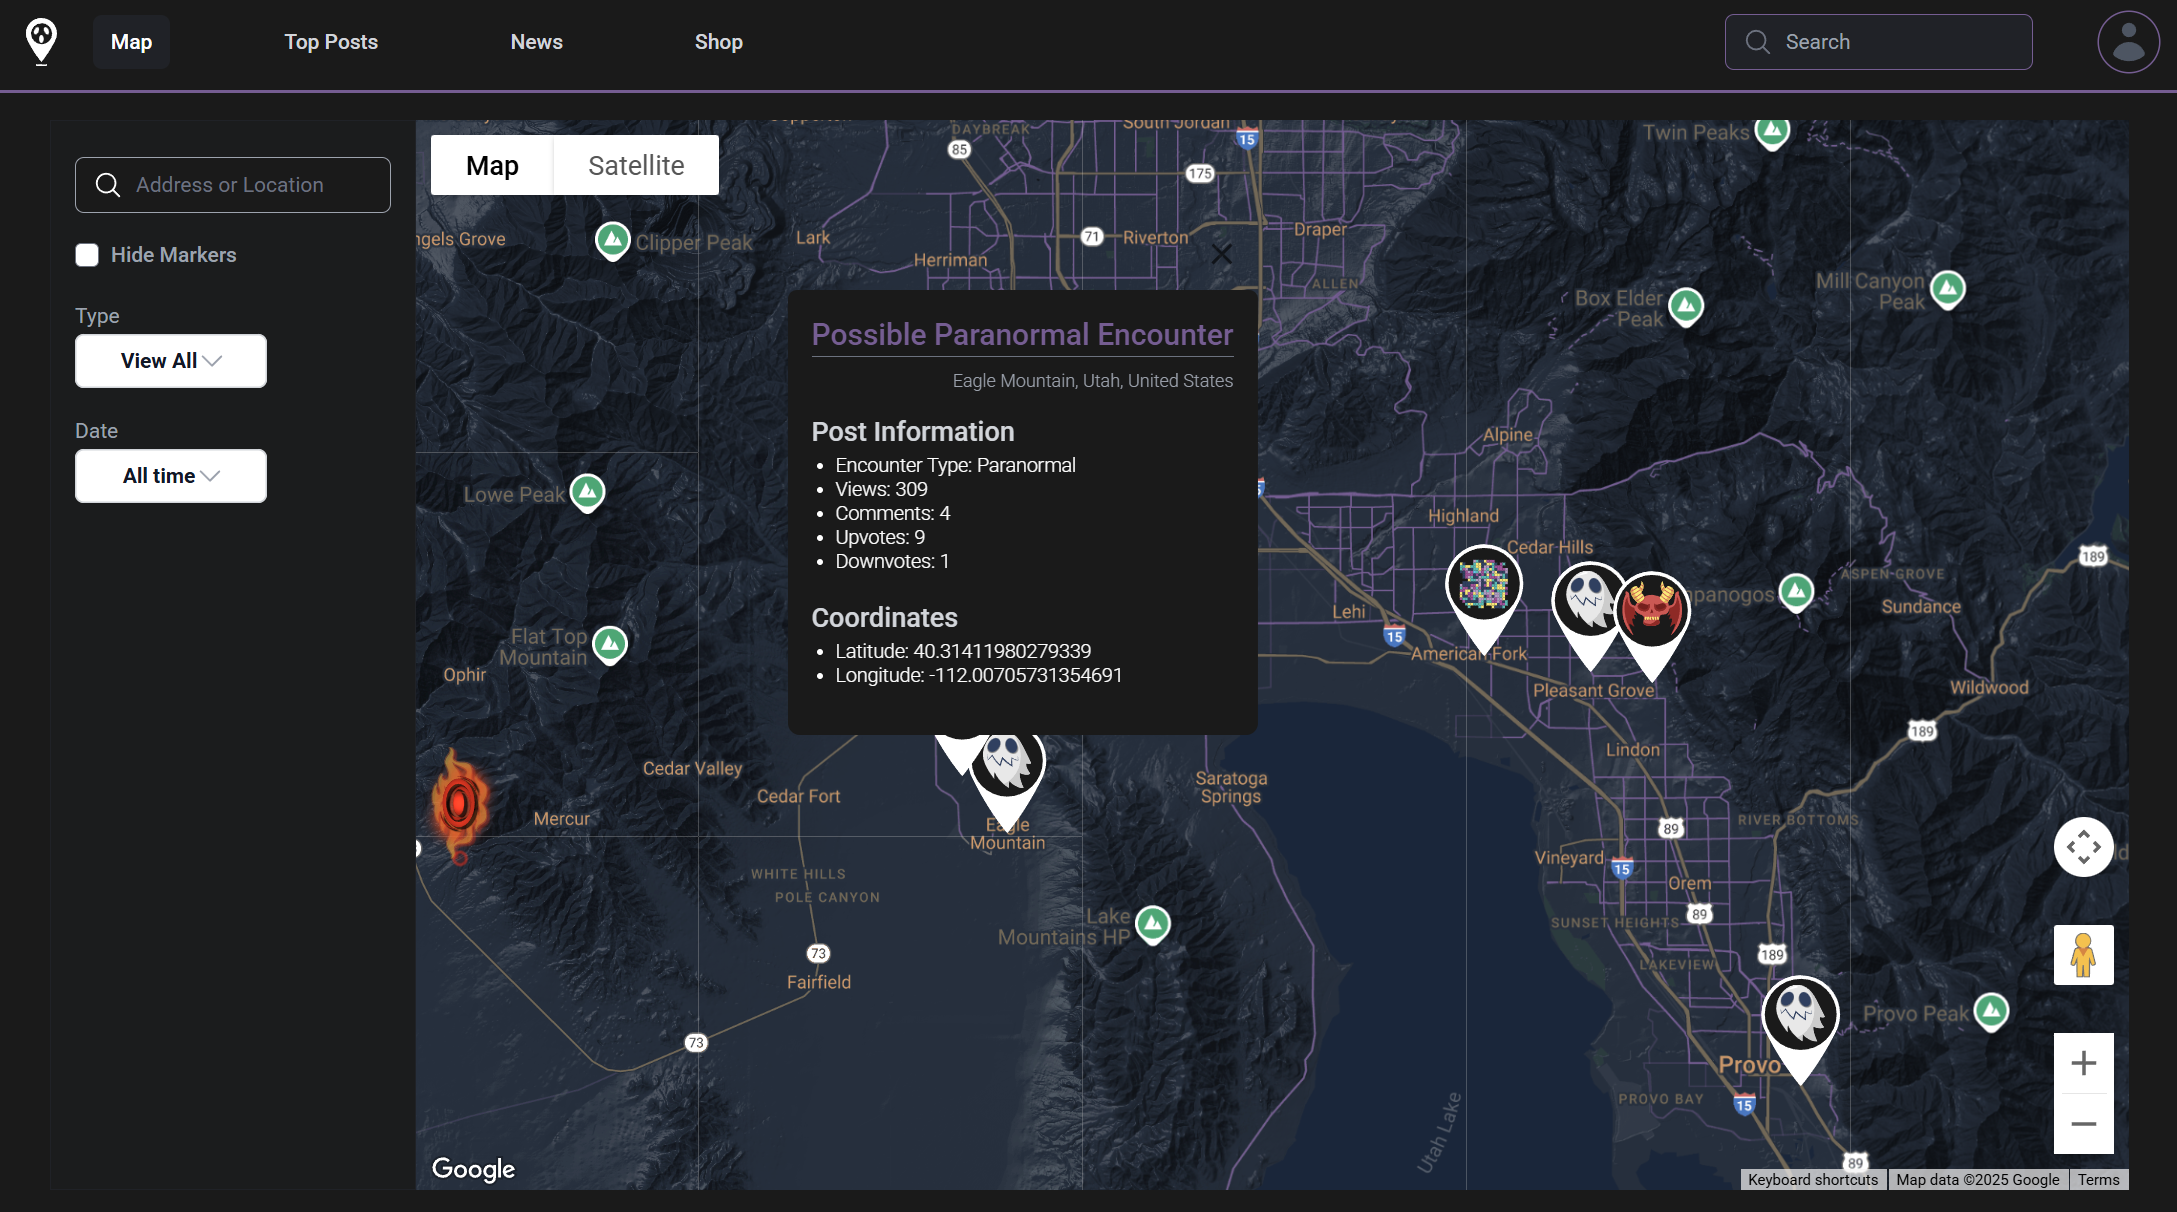 Map
Top Posts
News
Shop
Search
Address or Location
Hide Markers
Type
View All
Date
All time
Map
Satellite
DAYBREAK
85
South Jordan
15
175
Twin Peaks
ngels Grove
Clipper Peak
Lark
71
Riverton
Draper
Herriman
ALLEN
Box Elder
Peak
Mill Canyon
Peak
Possible Paranormal Encounter
Eagle Mountain, Utah, United States
Post Information
Encounter Type: Paranormal
Views: 309
Comments: 4
Upvotes: 9
Downvotes: 1
Coordinates
Latitude: 40.31411980279339
Longitude: -112.00705731354691
Alpine
Lowe Peak
Highland
Cedar Hills
189
ASPEN GROVE
Sundance
mpanogos
Lehi
15
American Fork
Flat Top
Mountain
Ophir
Pleasant Grove
Wildwood
189
Lindon
Cedar Valley
Cedar Fort
Mercur
Saratoga
Springs
Eagle
Mountain
89
RIVER BOTTOMS
Vineyard
15
Orem
WHITE HILLS
POLE CANYON
89
SUNSET HEIGHTS
Lake
Mountains HP
73
Fairfield
189
LAKEVIEW
Provo Peak
73
Provo
PROVO BAY
15
Utah Lake
89
Google
Keyboard shortcuts
Map data ©2025 Google
Terms